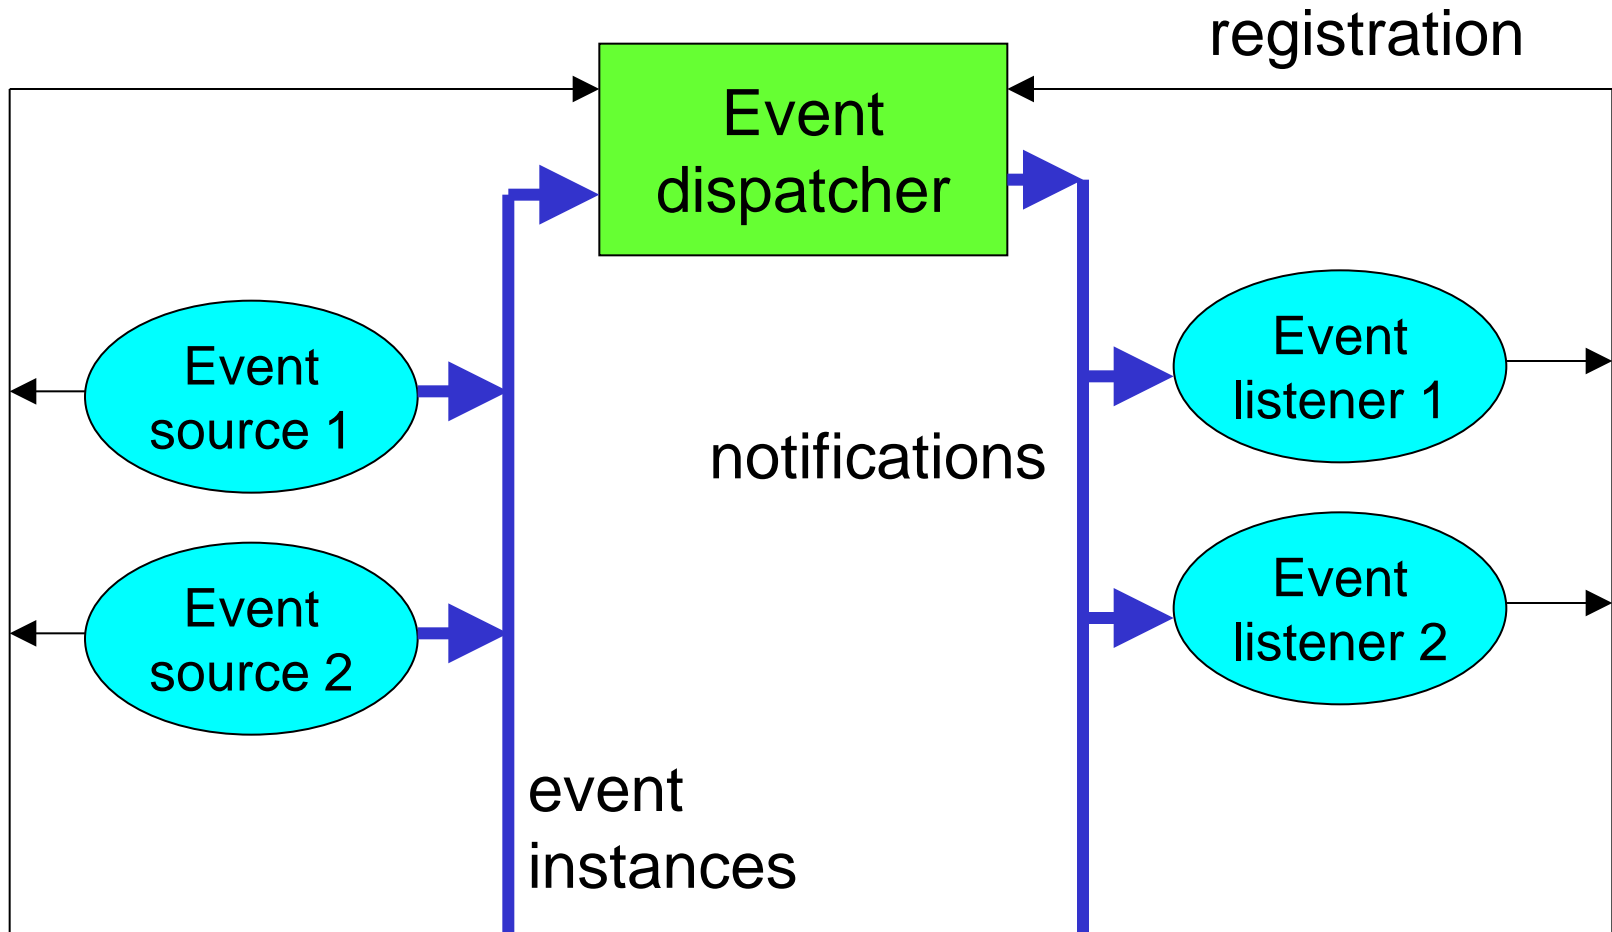 registration
Event
dispatcher
Event
source 1
Event
listener 1
notifications
Event
source 2
Event
listener 2
event
instances